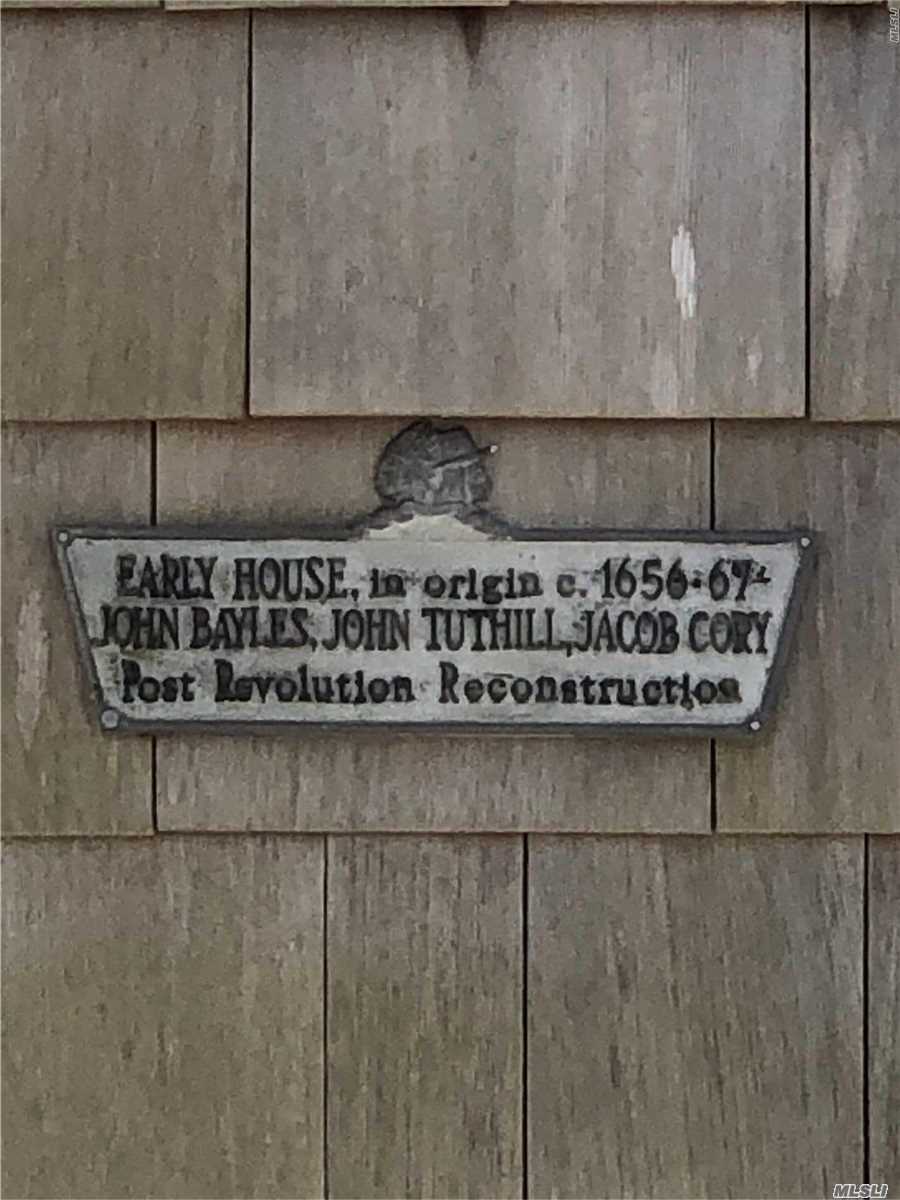 MLSLI
EARLY HOUSE, in origin c. 1656-67
JOHN BAYLES, JOHN TUTHILL, JACOB CORY
Post Revolution Reconstruction
MLSLI